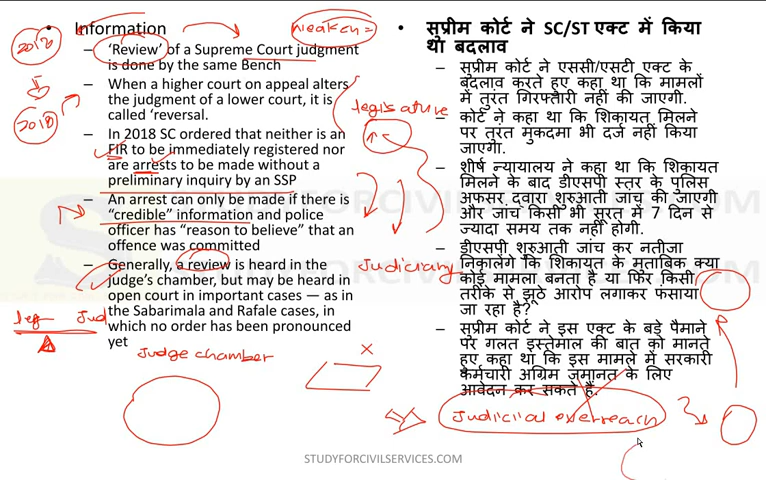 Information
– 'Review' of a Supreme Court judgment
is done by the same Bench
– When a higher court on appeal alters
the judgment of a lower court, it is
called 'reversal.
– In 2018 SC ordered that neither is an
FIR to be immediately registered nor
are arrests to be made without a
preliminary inquiry by an SSP
– An arrest can only be made if there is
"credible" information and police
officer has "reason to believe" that an
offence was committed
– Generally, a review is heard in the
judge's chamber, but may be heard in
open court in important cases — as in
the Sabarimala and Rafale cases, in
which no order has been pronounced
yet
2018
leg Jud
Judge chamber
legislature
Judiciary
• सुप्रीम कोर्ट ने SC/ST एक्ट में किया
था बदलाव
– सुप्रीम कोर्ट ने एससी/एसटी एक्ट के
बदलाव करते हुए कहा था कि मामलों
में तुरंत गिरफ्तारी नहीं की जाएगी.
– कोर्ट ने कहा था कि शिकायत मिलने
पर तुरंत मुकदमा भी दर्ज नहीं किया
जाएगा.
– शीर्ष न्यायालय ने कहा था कि शिकायत
मिलने के बाद डीएसपी स्तर के पुलिस
अफसर द्वारा शुरुआती जांच की जाएगी
और जांच किसी भी सूरत में 7 दिन से
ज्यादा समय तक नहीं होगी.
– डीएसपी शुरुआती जांच कर नतीजा
निकालेंगे कि शिकायत के मुताबिक क्या
कोई मामला बनता है या फिर किसी
तरीके से झूठे आरोप लगाकर फंसाया
जा रहा है?
– सुप्रीम कोर्ट ने इस एक्ट के बड़े पैमाने
पर गलत इस्तेमाल की बात को मानते
हुए कहा था कि इस मामले में सरकारी
कर्मचारी अग्रिम जमानत के लिए
आवेदन कर सकते हैं.
Judicial overreach
STUDYFORCIVILSERVICES.COM